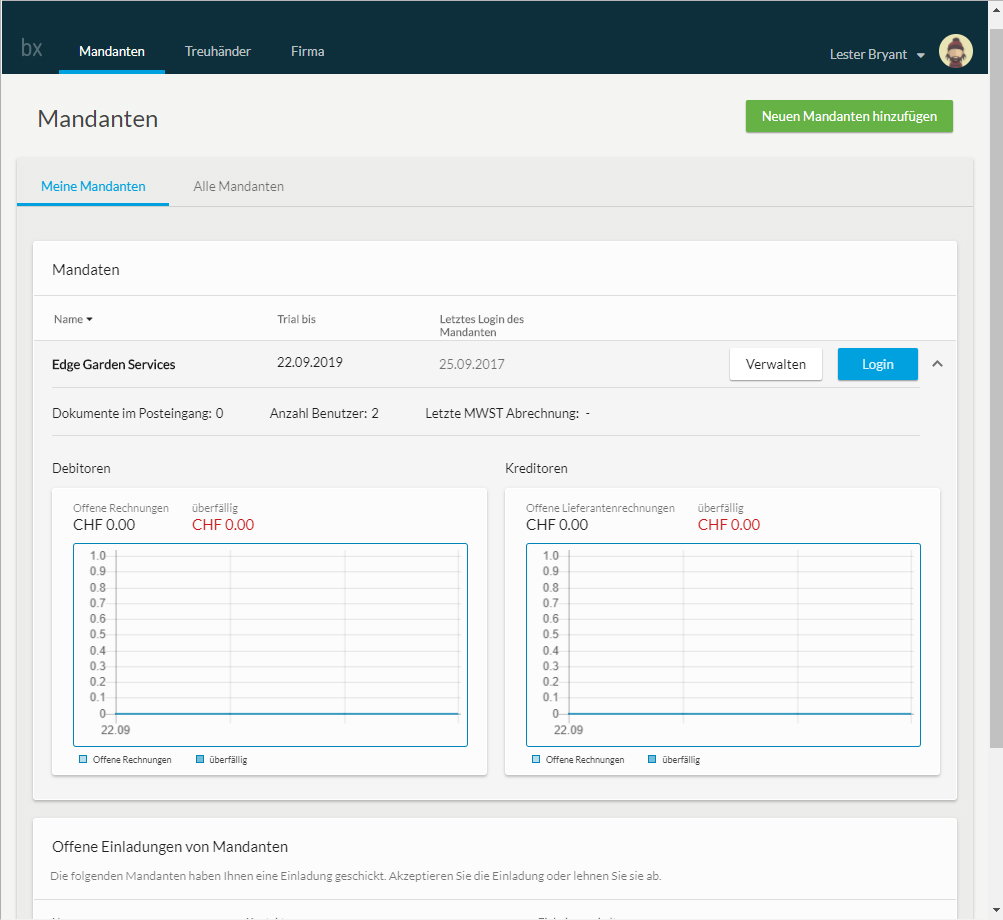 bx Mandanten Treuhänder Firma Lester Bryant
Mandanten Neuen Mandanten hinzufügen
Meine Mandanten Alle Mandanten
Mandaten
Name Trial bis Letztes Login des
Mandanten
Edge Garden Services 22.09.2019 25.09.2017 Verwalten Login
Dokumente im Posteingang: 0 Anzahl Benutzer: 2 Letzte MWST Abrechnung: -
Debitoren
Offene Rechnungen überfällig
CHF 0.00 CHF 0.00
1.0
0.9
0.8
0.7
0.6
0.5
0.4
0.3
0.2
0.1
0
22.09
Offene Rechnungen überfällig
Kreditoren
Offene Lieferantenrechnungen überfällig
CHF 0.00 CHF 0.00
1.0
0.9
0.8
0.7
0.6
0.5
0.4
0.3
0.2
0.1
0
22.09
Offene Rechnungen überfällig
Offene Einladungen von Mandanten
Die folgenden Mandanten haben Ihnen eine Einladung geschickt. Akzeptieren Sie die Einladung oder lehnen Sie sie ab.